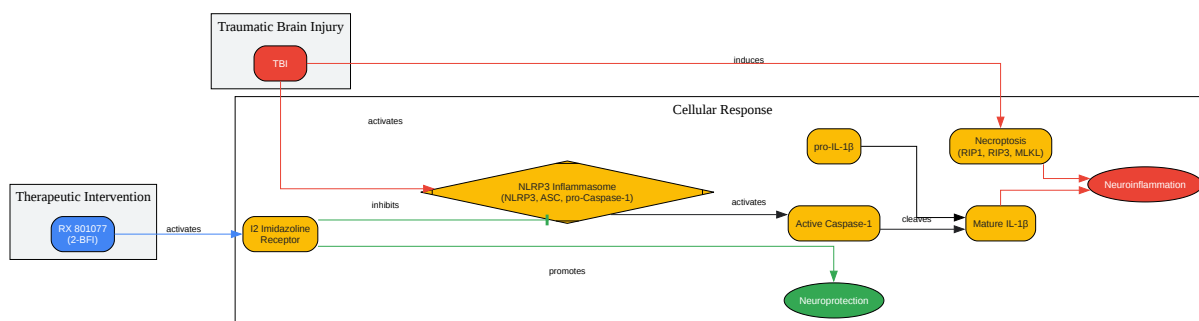 Traumatic Brain Injury
TBI
induces
Cellular Response
activates
pro-IL-1β
Necroptosis
(RIP1, RIP3, MLKL)
Therapeutic Intervention
NLRP3 Inflammasome
(NLRP3, ASC, pro-Caspase-1)
Neuroinflammation
inhibits
activates
RX 801077
(2-BFI)
activates
I2 Imidazoline
Receptor
Active Caspase-1
cleaves
Mature IL-1β
promotes
Neuroprotection